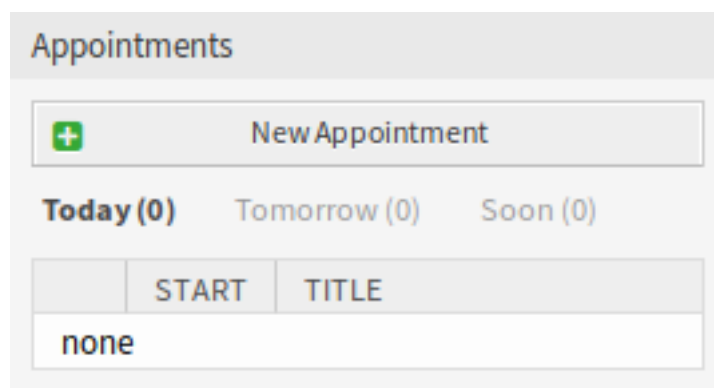 Appointments
New Appointment
Today (0) Tomorrow (0) Soon (0)
START TITLE
none